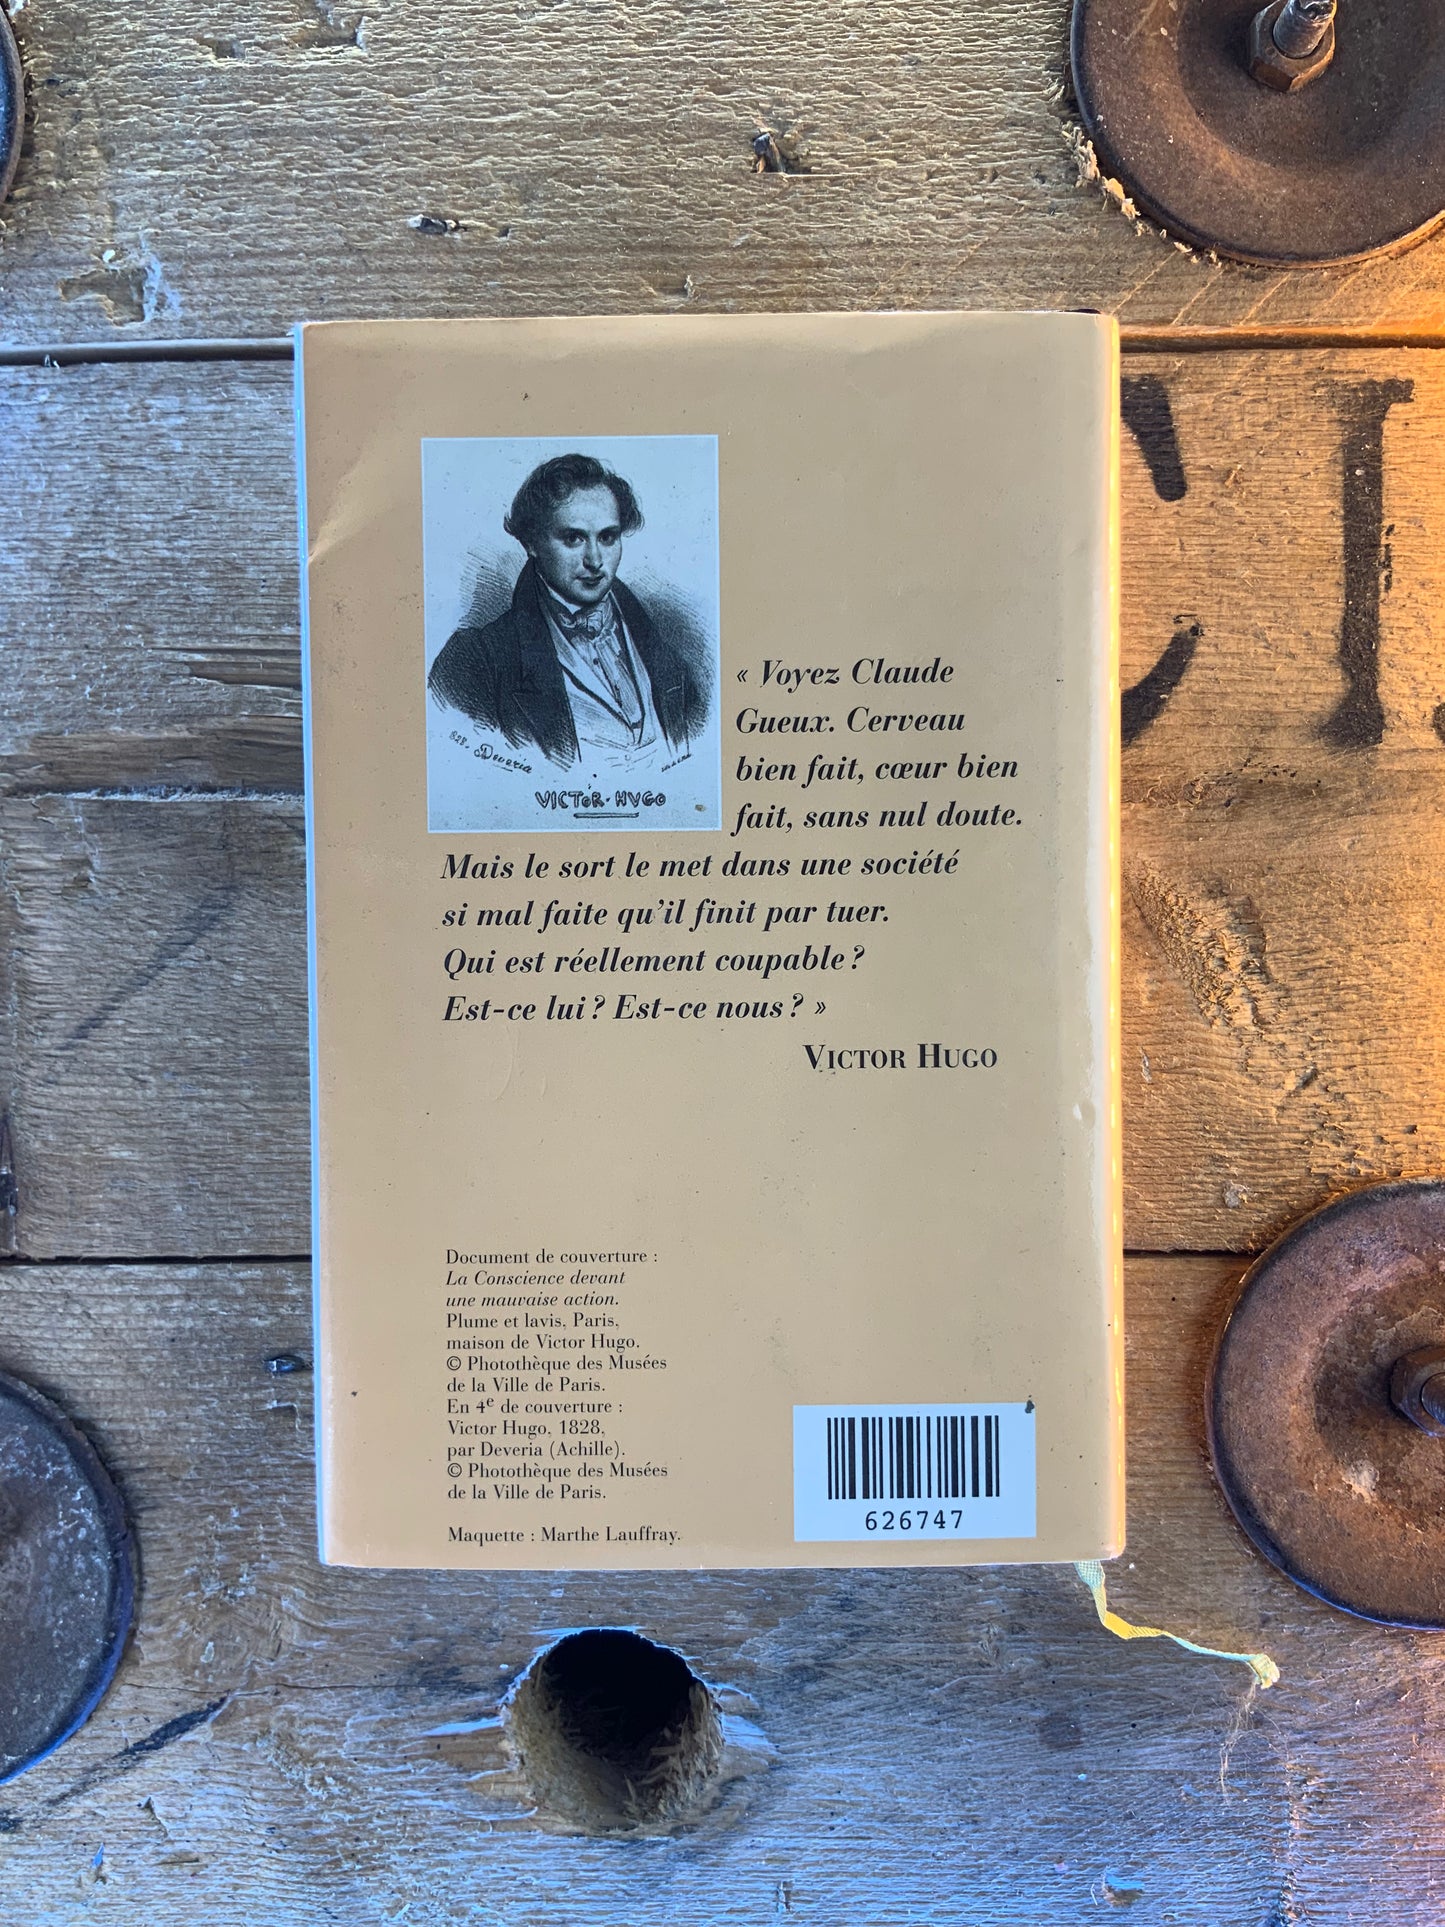 828. Deveria
VICTOR·HVGO
« Voyez Claude
Gueux. Cerveau
bien fait, cœur bien
fait, sans nul doute.
Mais le sort le met dans une société
si mal faite qu’il finit par tuer.
Qui est réellement coupable ?
Est-ce lui ? Est-ce nous ? »
VICTOR HUGO
Document de couverture :
La Conscience devant
une mauvaise action.
Plume et lavis, Paris,
maison de Victor Hugo.
© Photothèque des Musées
de la Ville de Paris.
En 4e de couverture :
Victor Hugo, 1828,
par Deveria (Achille).
© Photothèque des Musées
de la Ville de Paris.
Maquette : Marthe Lauffray.
626747